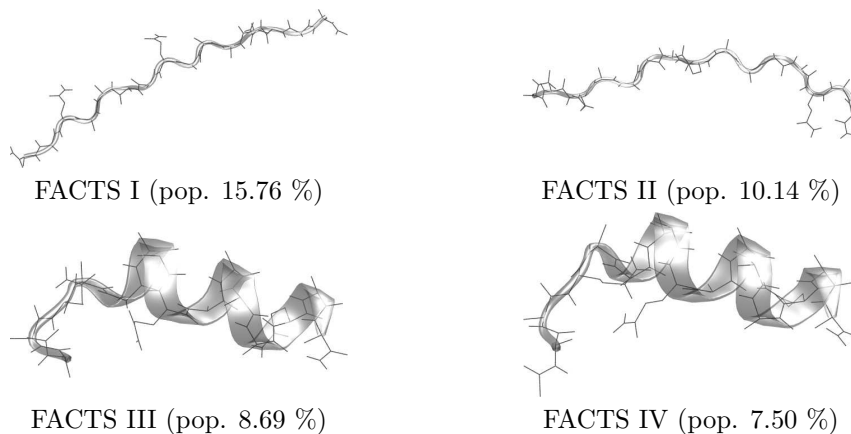 FACTS I (pop. 15.76 %)
FACTS II (pop. 10.14 %)
FACTS III (pop. 8.69 %)
FACTS IV (pop. 7.50 %)